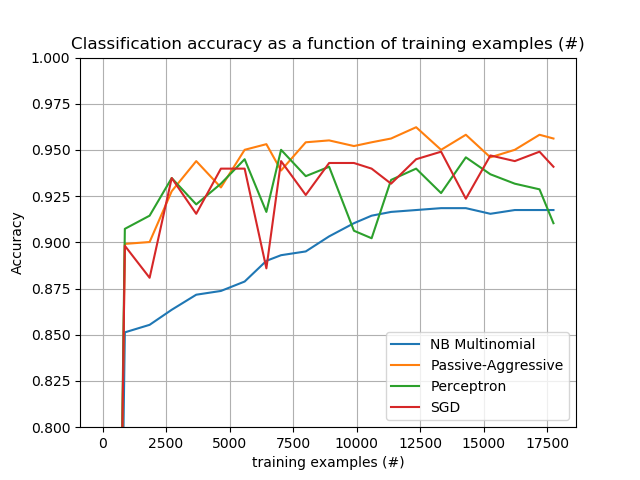 Classification accuracy as a function of training examples (#)
1.000
0.975
0.950
0.925
0.900
0.875
0.850
0.825
0.800
Accuracy
NB Multinomial
Passive-Aggressive
Perceptron
SGD
0 2500 5000 7500 10000 12500 15000 17500
training examples (#)